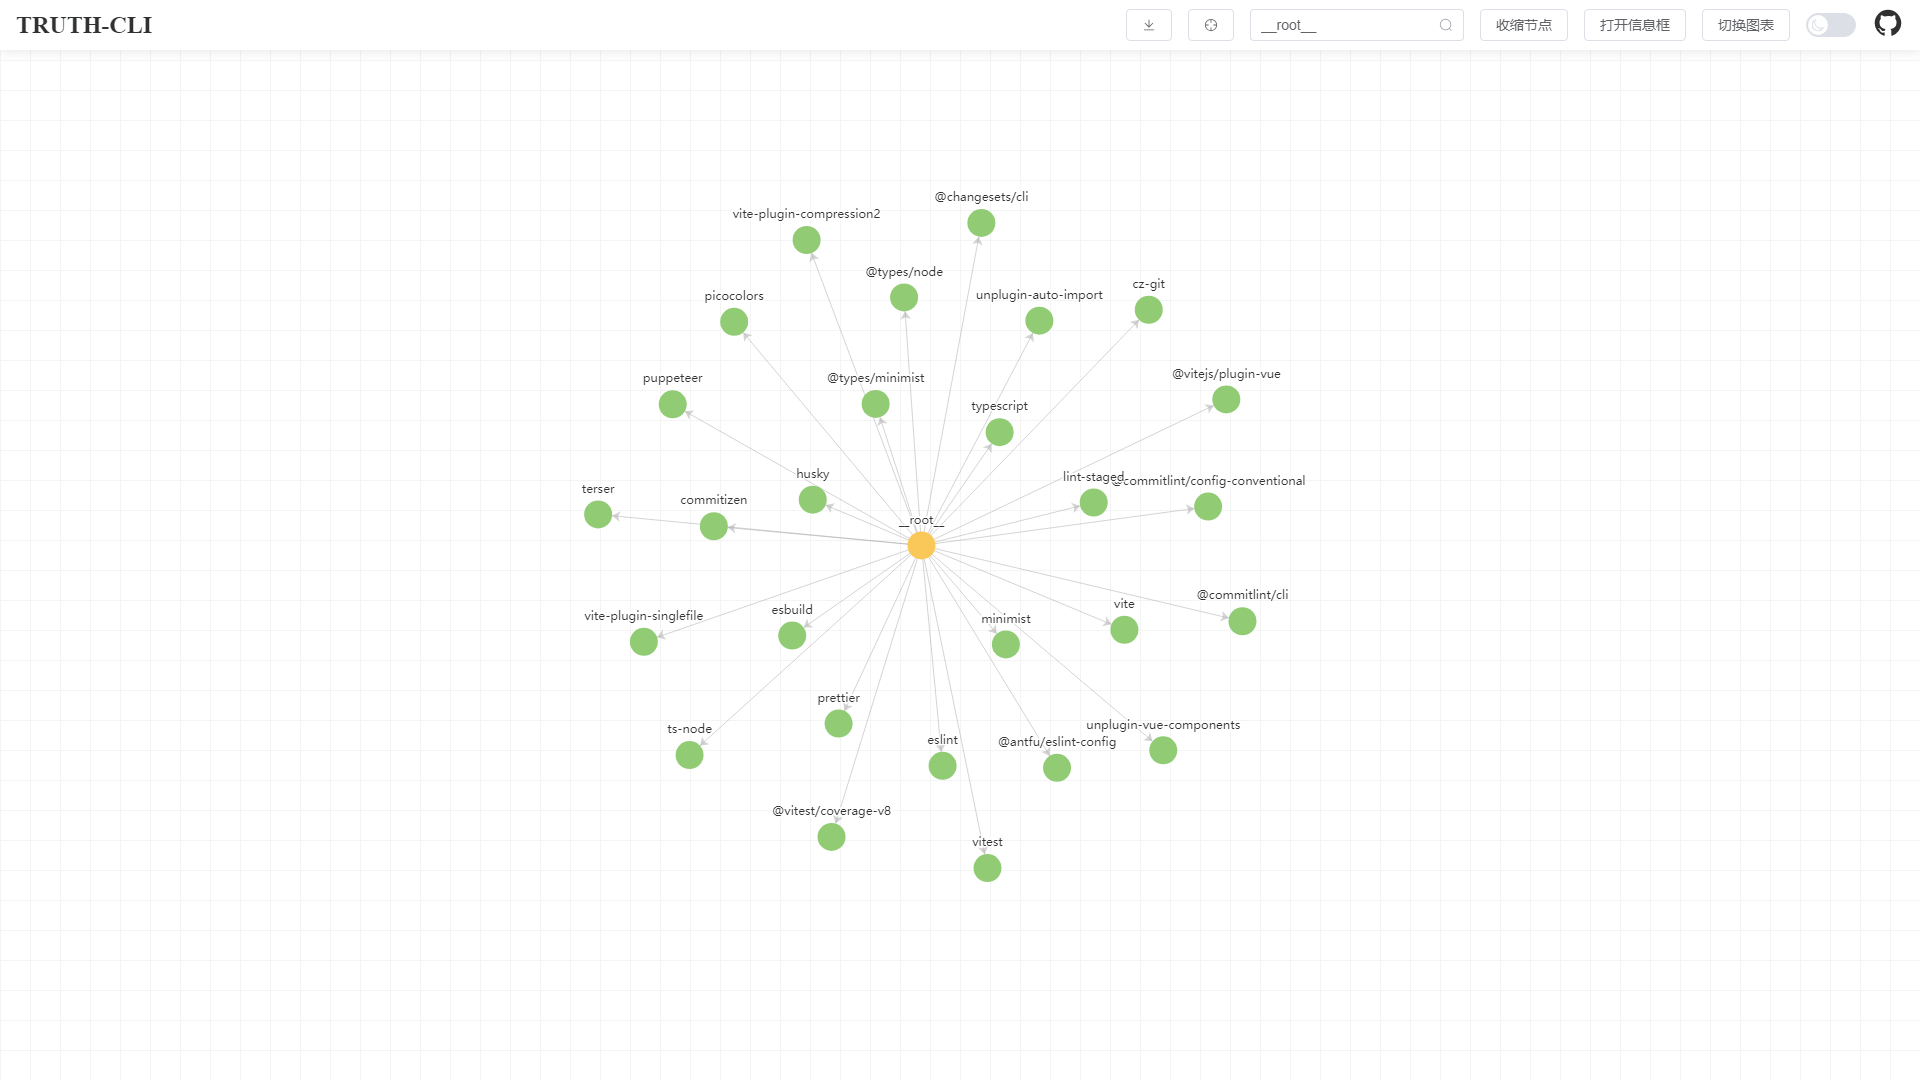 TRUTH-CLI
__root__
收缩节点
打开信息框
切换图表
@changesets/cli
vite-plugin-compression2
@types/node
cz-git
unplugin-auto-import
picocolors
@vitejs/plugin-vue
puppeteer
@types/minimist
typescript
husky
lint-staged
@commitlint/config-conventional
terser
commitizen
__root__
@commitlint/cli
vite
esbuild
vite-plugin-singlefile
minimist
prettier
unplugin-vue-components
ts-node
eslint
@antfu/eslint-config
@vitest/coverage-v8
vitest